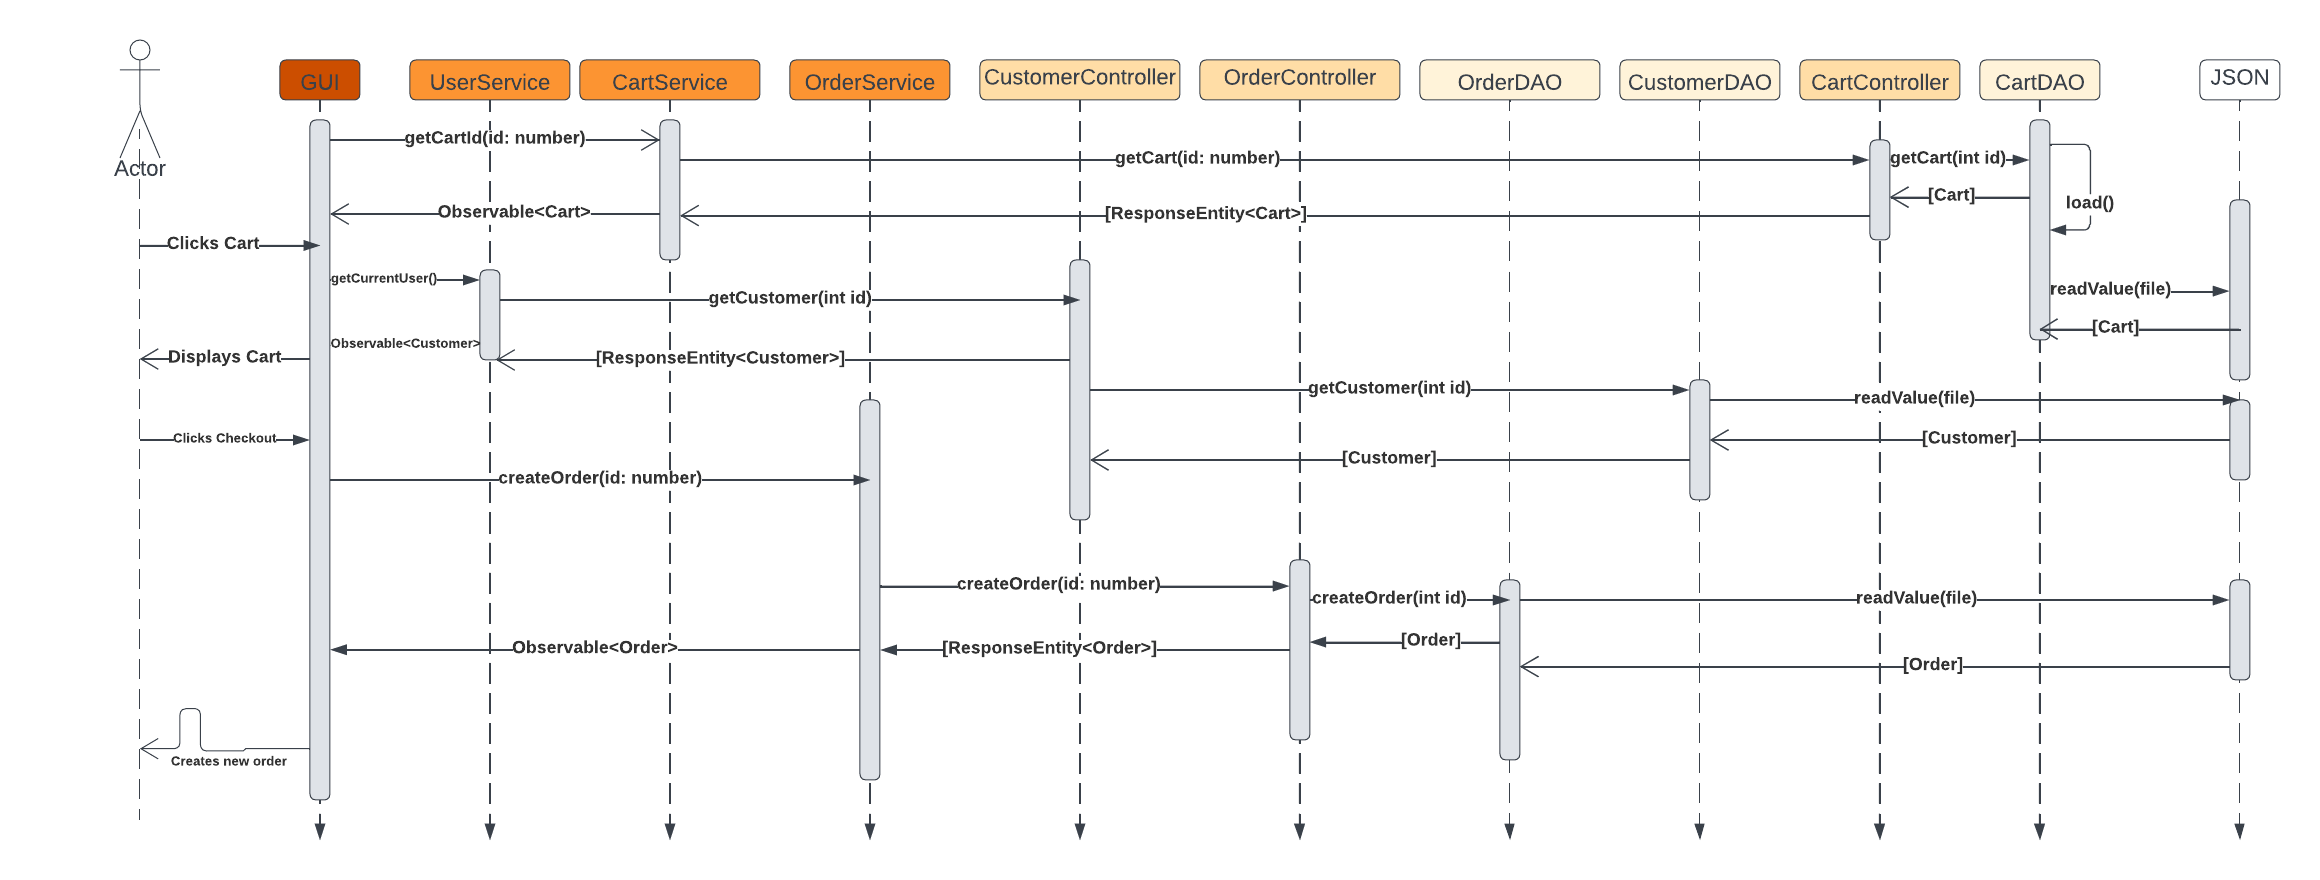 Actor
GUI
UserService
CartService
OrderService
CustomerController
OrderController
OrderDAO
CustomerDAO
CartController
CartDAO
JSON
getCartId(id: number)
getCart(id: number)
getCart(int id)
[Cart]
load()
Observable<Cart>
[ResponseEntity<Cart>]
Clicks Cart
getCurrentUser()
getCustomer(int id)
readValue(file)
[Cart]
Observable<Customer>
Displays Cart
[ResponseEntity<Customer>]
getCustomer(int id)
readValue(file)
Clicks Checkout
[Customer]
[Customer]
createOrder(id: number)
createOrder(id: number)
createOrder(int id)
readValue(file)
Observable<Order>
[ResponseEntity<Order>]
[Order]
[Order]
Creates new order